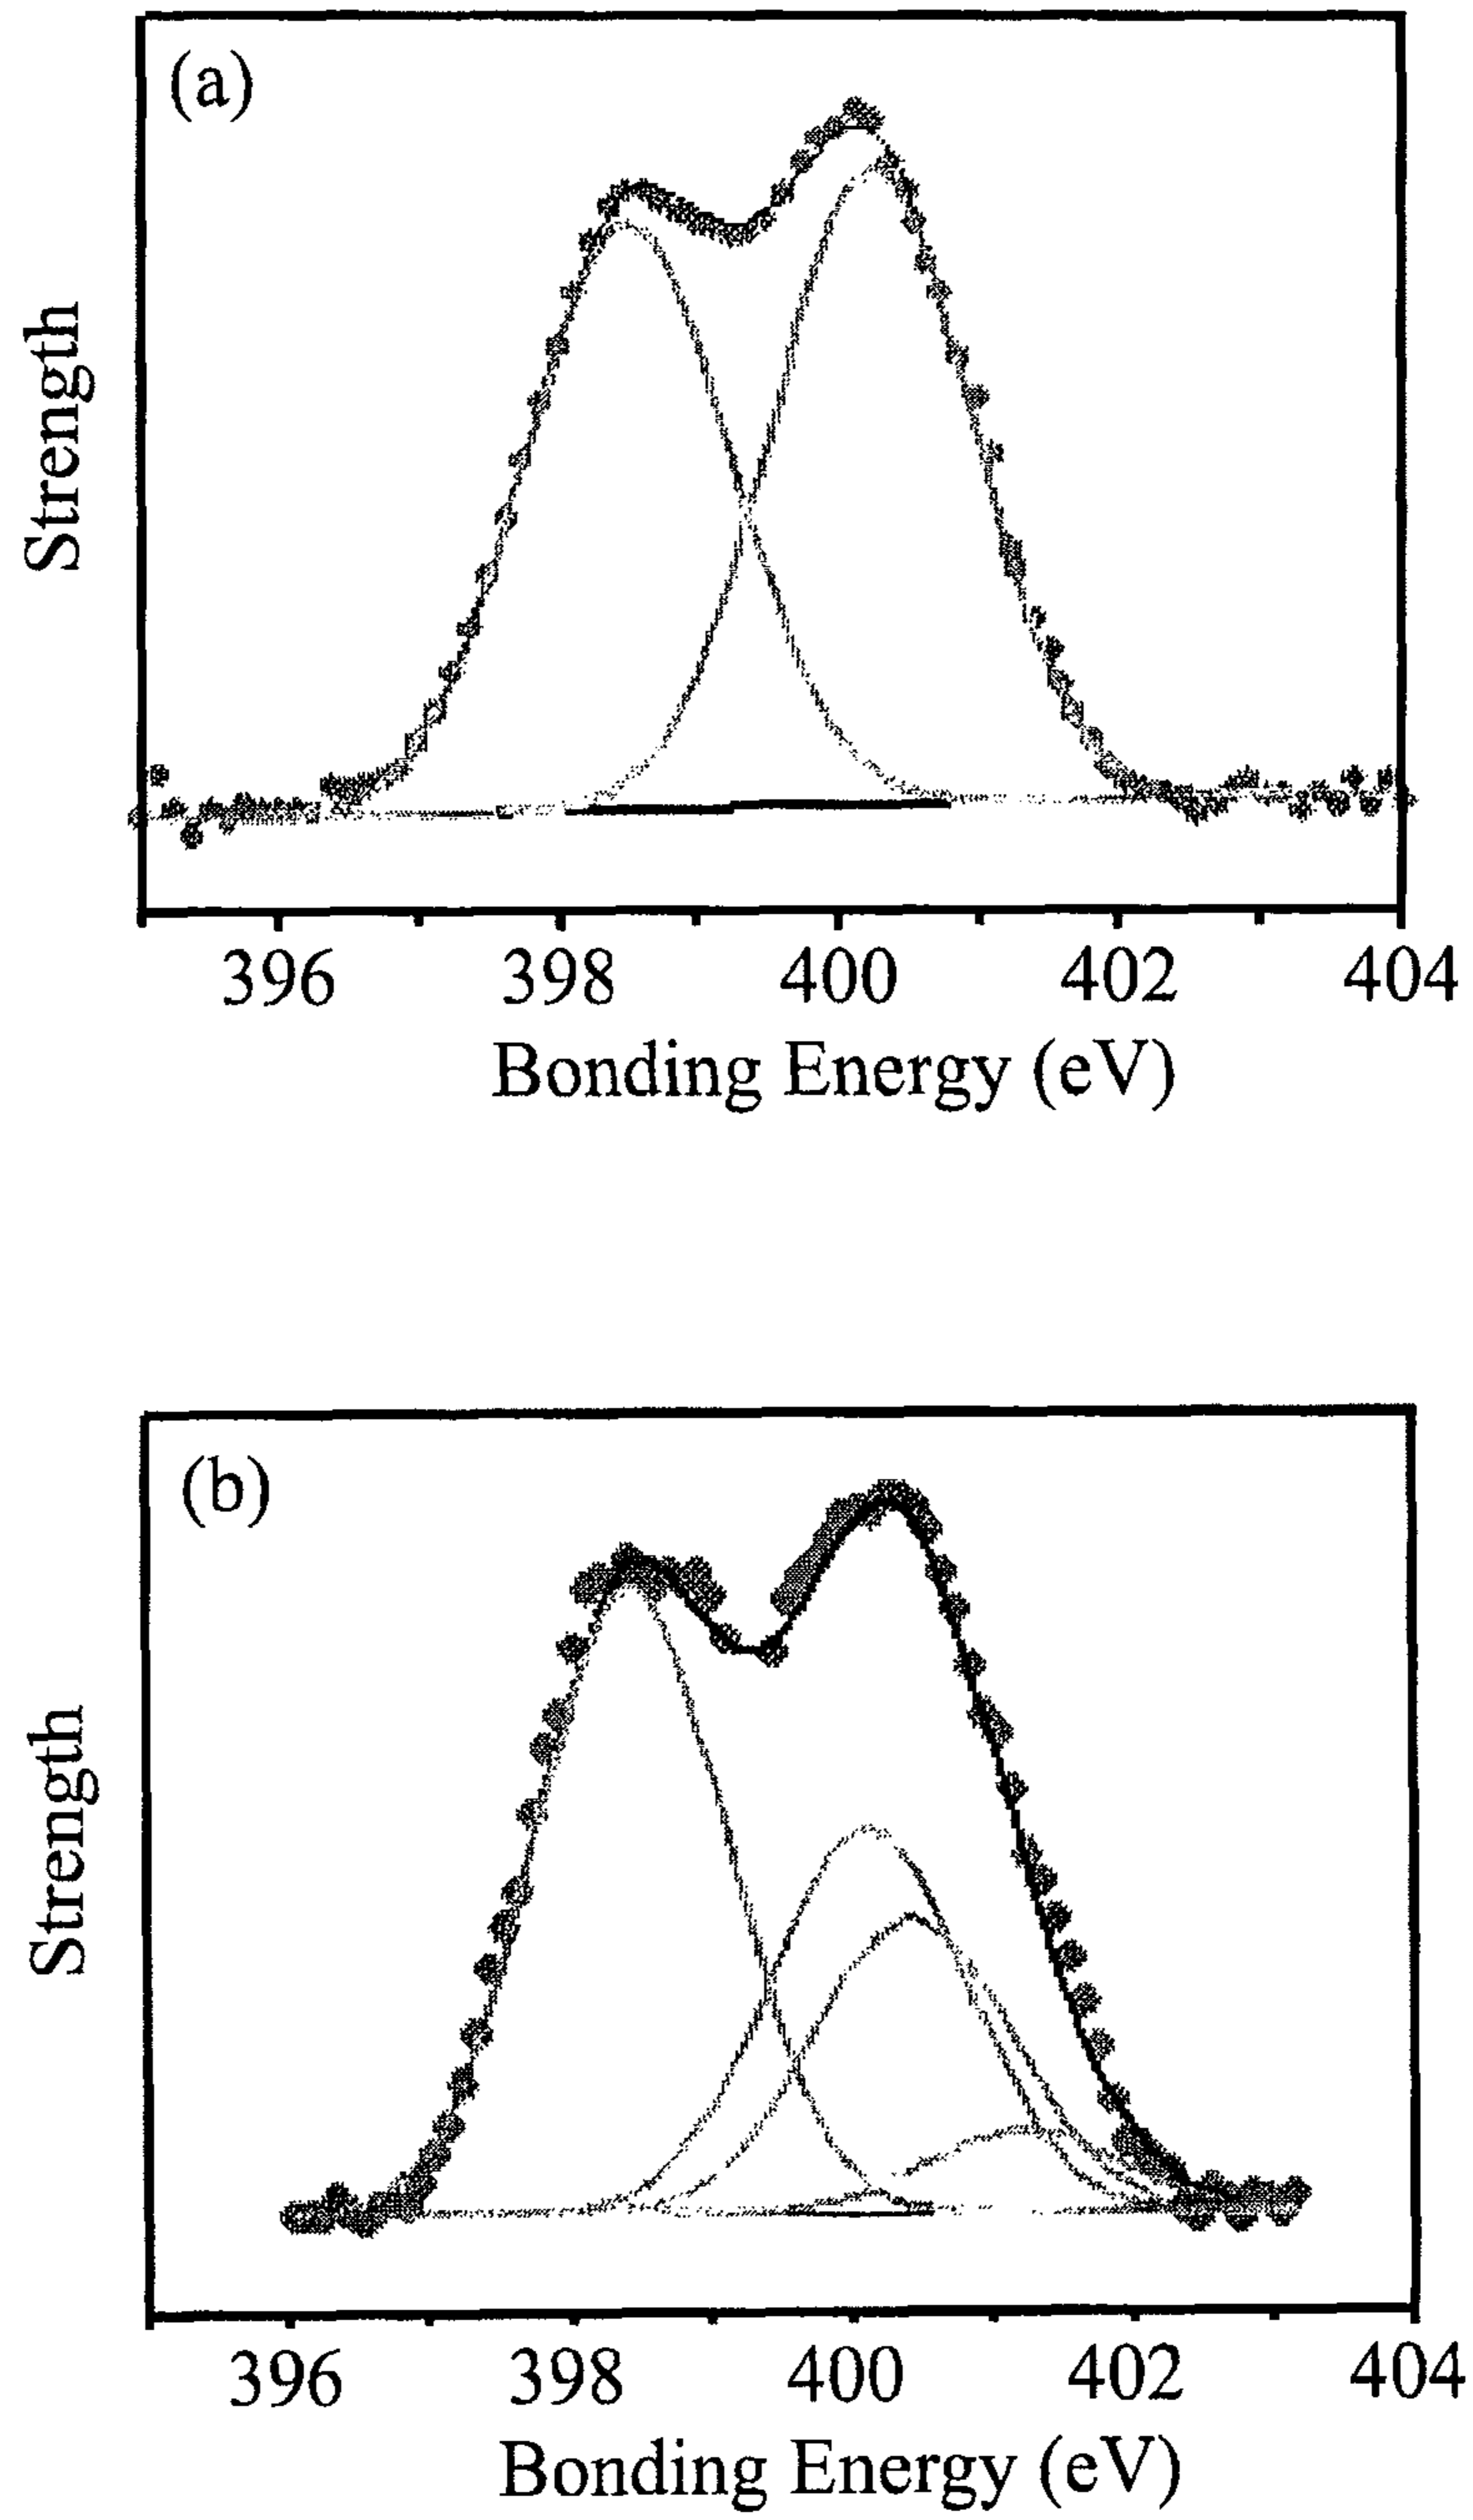 (a)
Strength
396 398 400 402 404
Bonding Energy (eV)
(b)
Strength
396 398 400 402 404
Bonding Energy (eV)